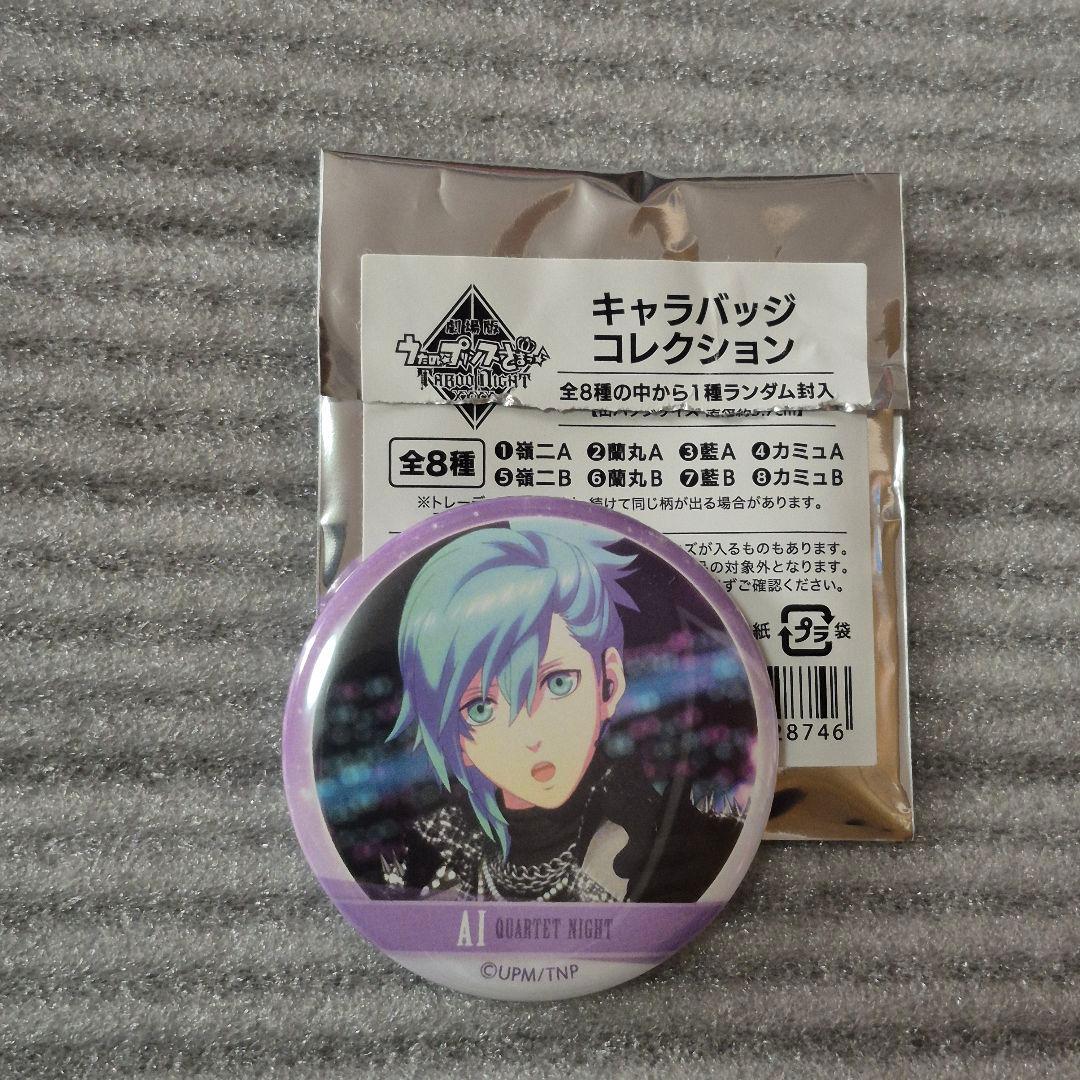 劇場版
うたの☆プリンスさまっ♪
TABOO NIGHT
XXXX
キャラバッジ
コレクション
全8種の中から1種ランダム封入
全8種
❶嶺二A ❷蘭丸A ❸藍A ❹カミュA
❺嶺二B ❻蘭丸B ❼藍B ❽カミュB
※トレー
続けて同じ柄が出る場合があります。
ズが入るものもあります。
の対象外となります。
ずご確認ください。
紙 プラ 袋
28746
AI QUARTET NIGHT
©UPM/TNP